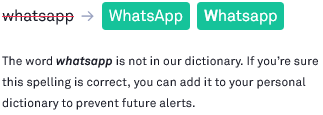 whatsapp → WhatsApp Whatsapp
The word whatsapp is not in our dictionary. If you're sure
this spelling is correct, you can add it to your personal
dictionary to prevent future alerts.